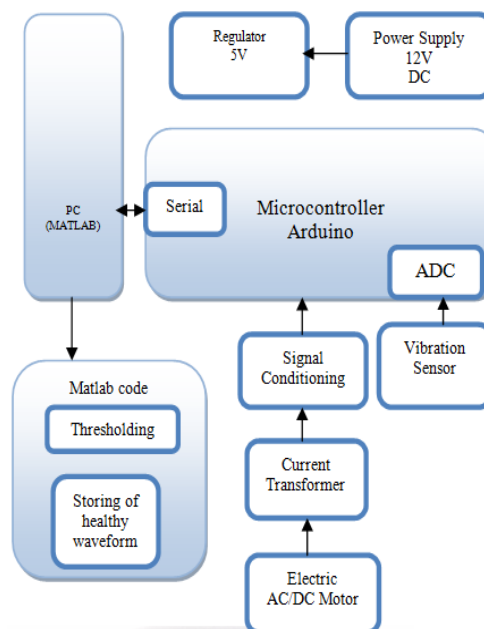 Regulator
5V
Power Supply
12V
DC
PC
(MATLAB)
Serial
Microcontroller
Arduino
ADC
Signal
Conditioning
Vibration
Sensor
Matlab code
Thresholding
Storing of
healthy
waveform
Current
Transformer
Electric
AC/DC Motor